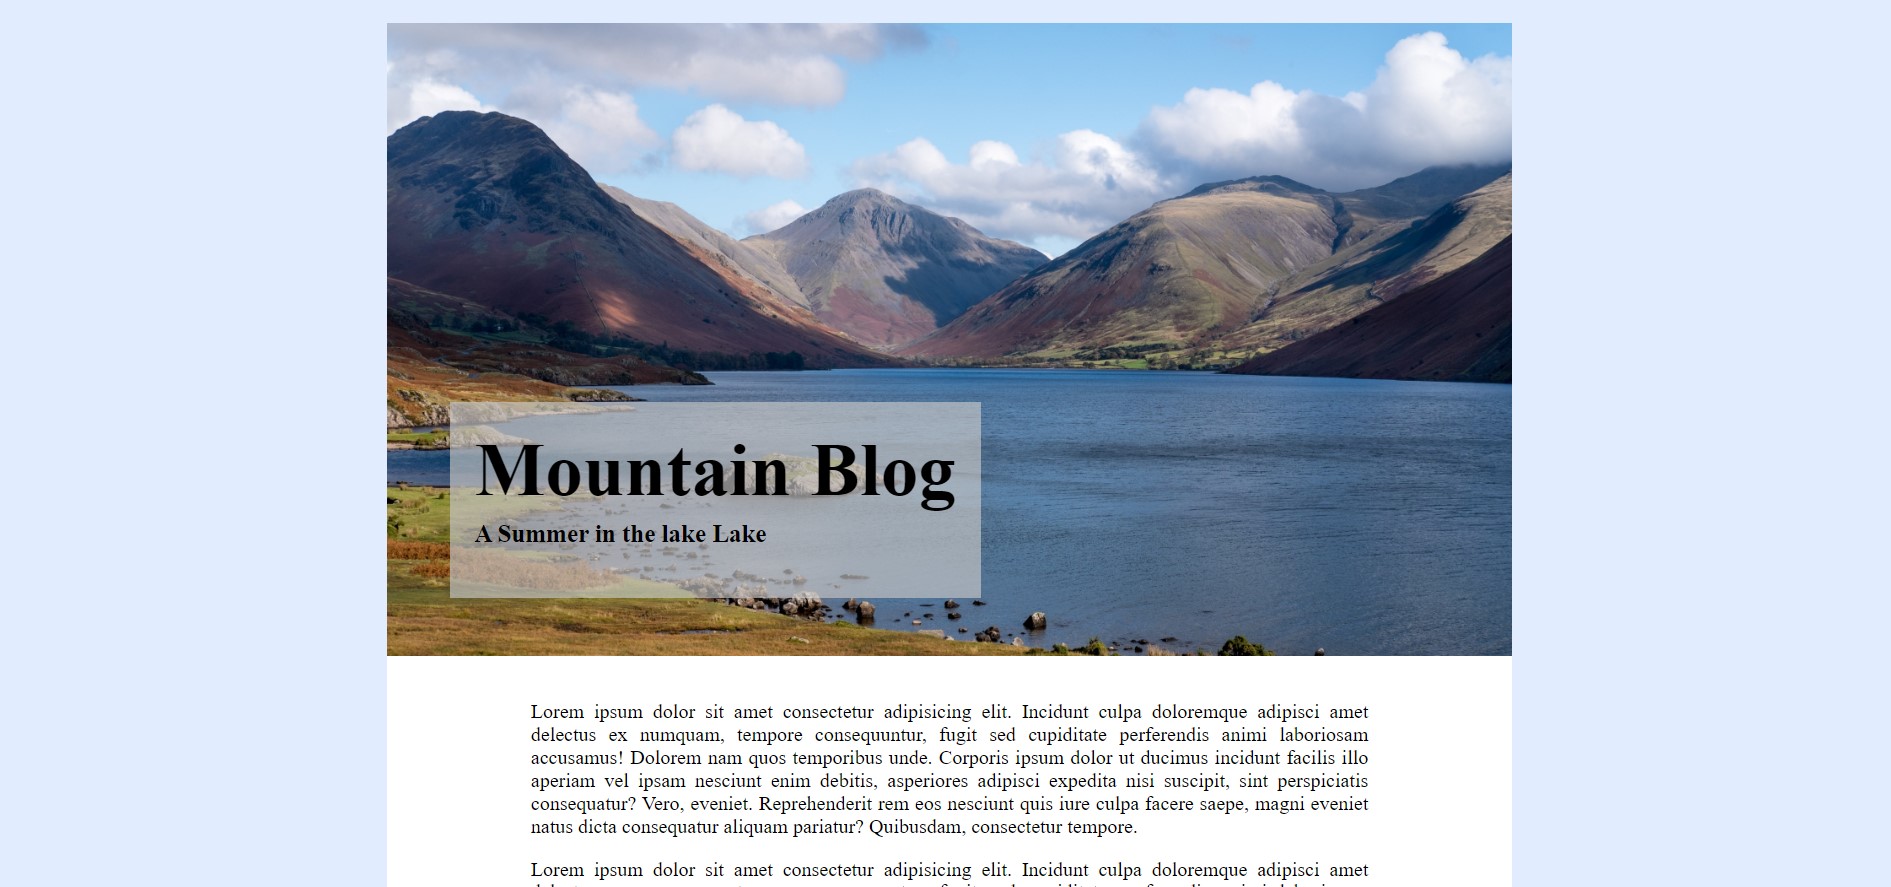 Mountain Blog
A Summer in the lake Lake
Lorem ipsum dolor sit amet consectetur adipisicing elit. Incidunt culpa doloremque adipisci amet
delectus ex numquam, tempore consequuntur, fugit sed cupiditate perferendis animi laboriosam
accusamus! Dolorem nam quos temporibus unde. Corporis ipsum dolor ut ducimus incidunt facilis illo
aperiam vel ipsam nesciunt enim debitis, asperiores adipisci expedita nisi suscipit, sint perspiciatis
consequatur? Vero, eveniet. Reprehenderit rem eos nesciunt quis iure culpa facere saepe, magni eveniet
natus dicta consequatur aliquam pariatur? Quibusdam, consectetur tempore.
Lorem ipsum dolor sit amet consectetur adipisicing elit. Incidunt culpa doloremque adipisci amet